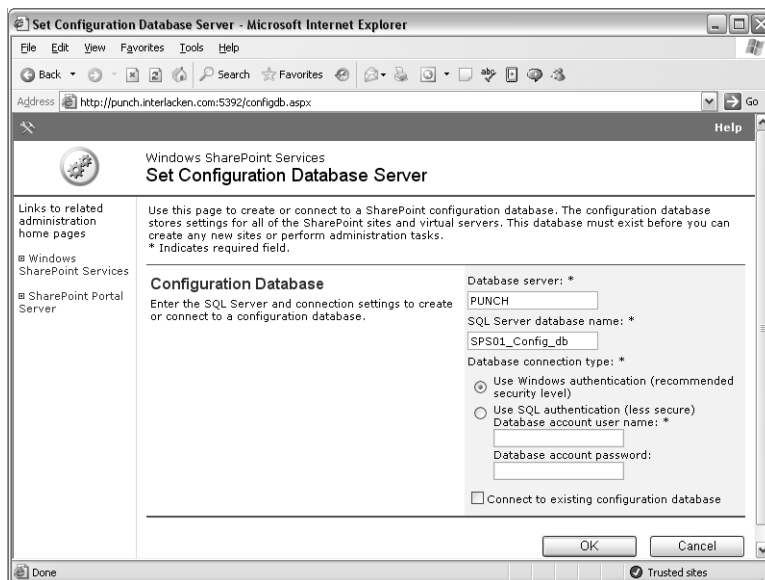 Set Configuration Database Server - Microsoft Internet Explorer
File Edit View Favorites Tools Help
Back Search Favorites
Address http://punch.interlacken.com:5392/configdb.aspx Go
Help
Windows SharePoint Services
Set Configuration Database Server
Links to related
administration
home pages
Windows
SharePoint Services
SharePoint Portal
Server
Use this page to create or connect to a SharePoint configuration database. The configuration database
stores settings for all of the SharePoint sites and virtual servers. This database must exist before you can
create any new sites or perform administration tasks.
* Indicates required field.
Configuration Database
Enter the SQL Server and connection settings to create
or connect to a configuration database.
Database server: *
PUNCH
SQL Server database name: *
SPS01_Config_db
Database connection type: *
Use Windows authentication (recommended
security level)
Use SQL authentication (less secure)
Database account user name: *
Database account password:
Connect to existing configuration database
OK Cancel
Done Trusted sites